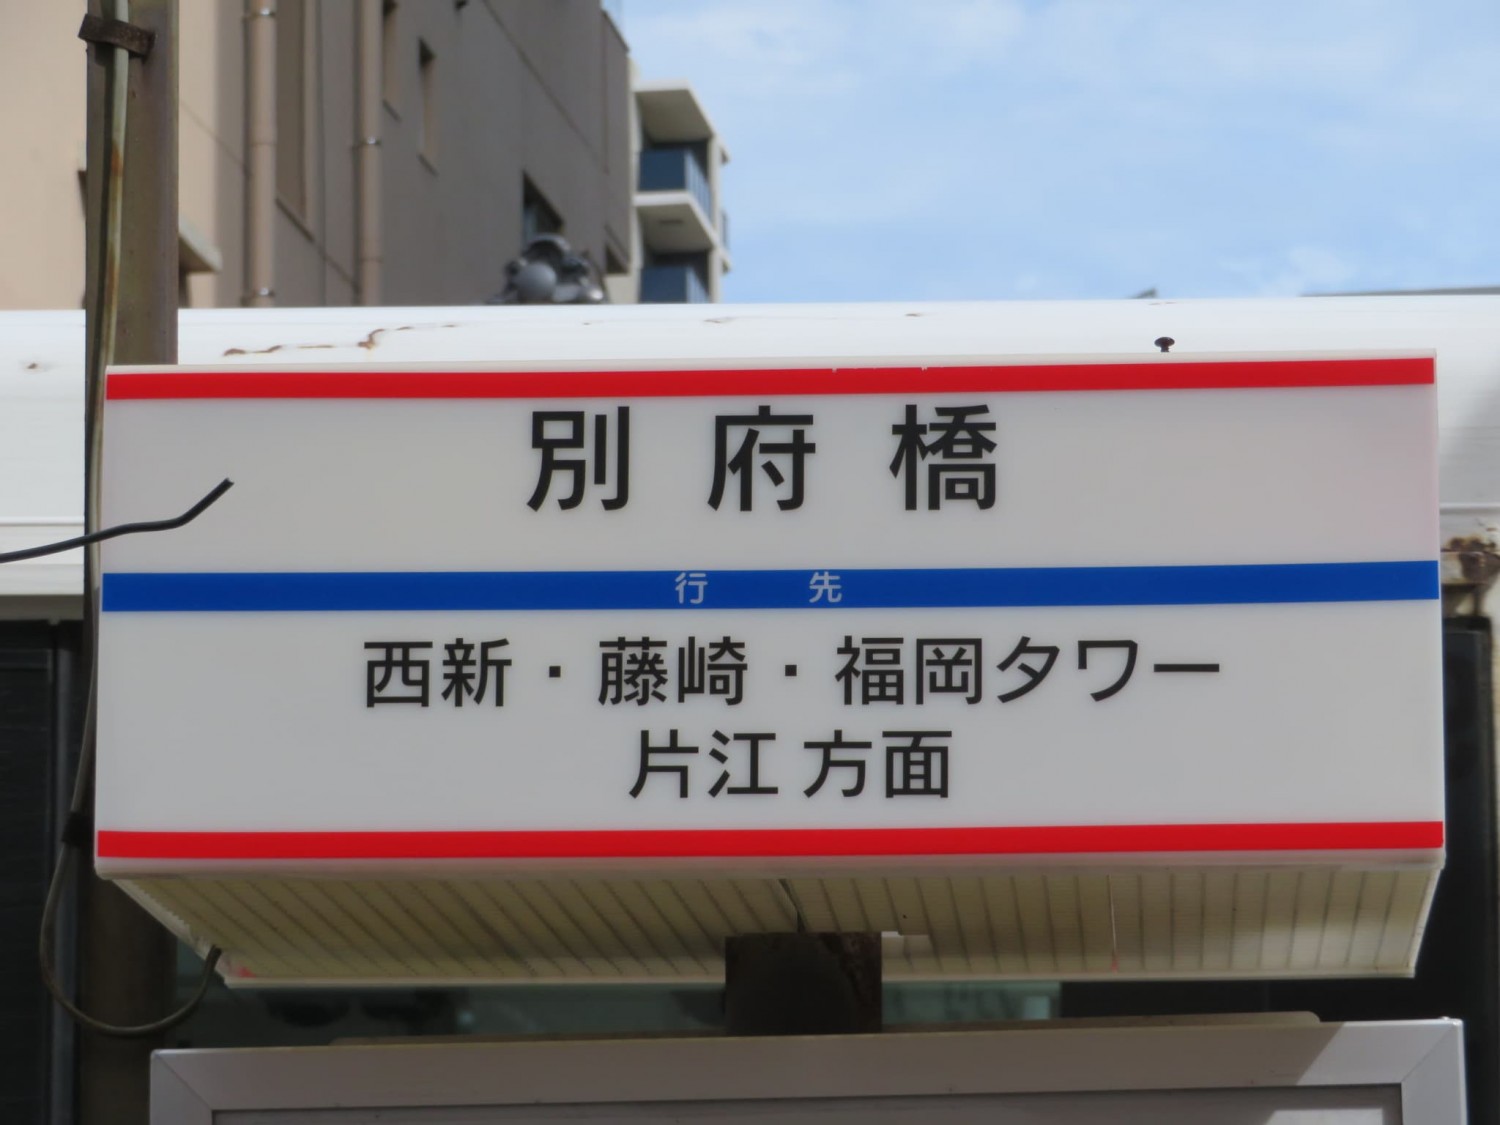 別府橋
行先
西新・藤崎・福岡タワー
片江 方面